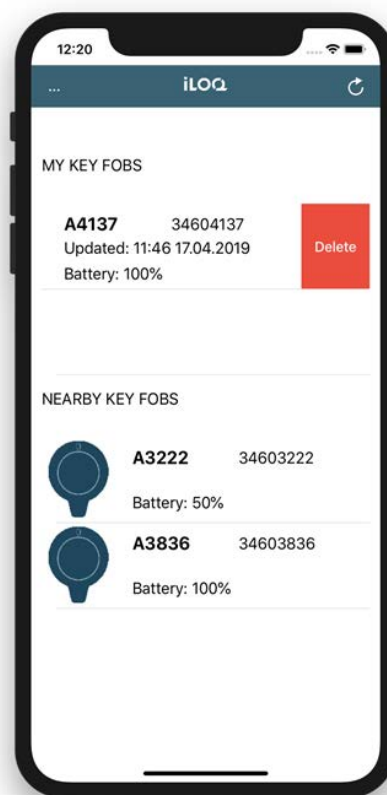 12:20
... iLOQ
MY KEY FOBS
A4137 34604137
Updated: 11:46 17.04.2019
Battery: 100%
Delete
NEARBY KEY FOBS
A3222 34603222
Battery: 50%
A3836 34603836
Battery: 100%